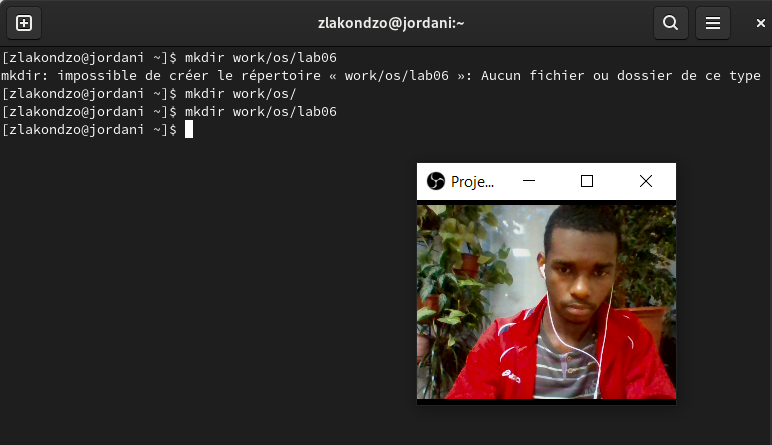 zlakondzo@jordani:~
[zlakondzo@jordani ~]$ mkdir work/os/lab06
mkdir: impossible de créer le répertoire « work/os/lab06 »: Aucun fichier ou dossier de ce type
[zlakondzo@jordani ~]$ mkdir work/os/
[zlakondzo@jordani ~]$ mkdir work/os/lab06
[zlakondzo@jordani ~]$
Proje...
asics